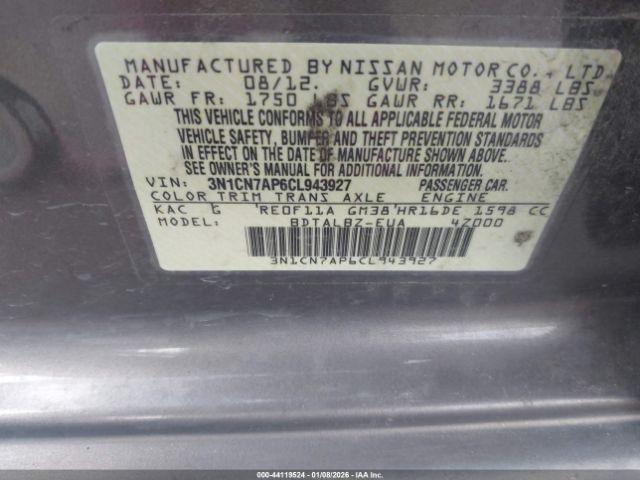 MANUFACTURED BY NISSAN MOTOR CO., LTD.
DATE: 08/12. GVWR: 3388 LBS
GAWR FR: 1750 LBS GAWR RR: 1671 LBS
THIS VEHICLE CONFORMS TO ALL APPLICABLE FEDERAL MOTOR
VEHICLE SAFETY, BUMPER AND THEFT PREVENTION STANDARDS
IN EFFECT ON THE DATE OF MANUFACTURE SHOWN ABOVE.
SEE OWNER'S MANUAL FOR ADDITIONAL INFORMATION
VIN: 3N1CN7AP6CL943927 PASSENGER CAR.
COLOR TRIM TRANS AXLE ENGINE
KAC G RE0F11A GM38 HR16DE 1598 CC
MODEL: BDTALBZ-EUA 4Z000
3N1CN7AP6CL943927
000-44119524 | 01/08/2026 - IAA, Inc.